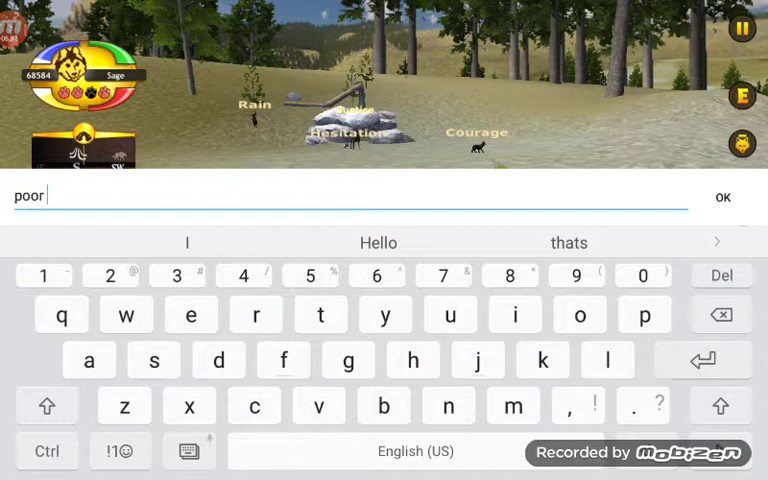 68584
Sage
Rain
Hesitation
Courage
E
S
SW
poor
OK
I
Hello
thats
1 - 2 @ 3 # 4 / 5 % 6 ^ 7 & 8 * 9 ( 0 ) Del
q w e r t y u i o p
a s d f g h j k l
z x c v b n m , ! . ?
Ctrl !1☺ English (US)
Recorded by mobizen